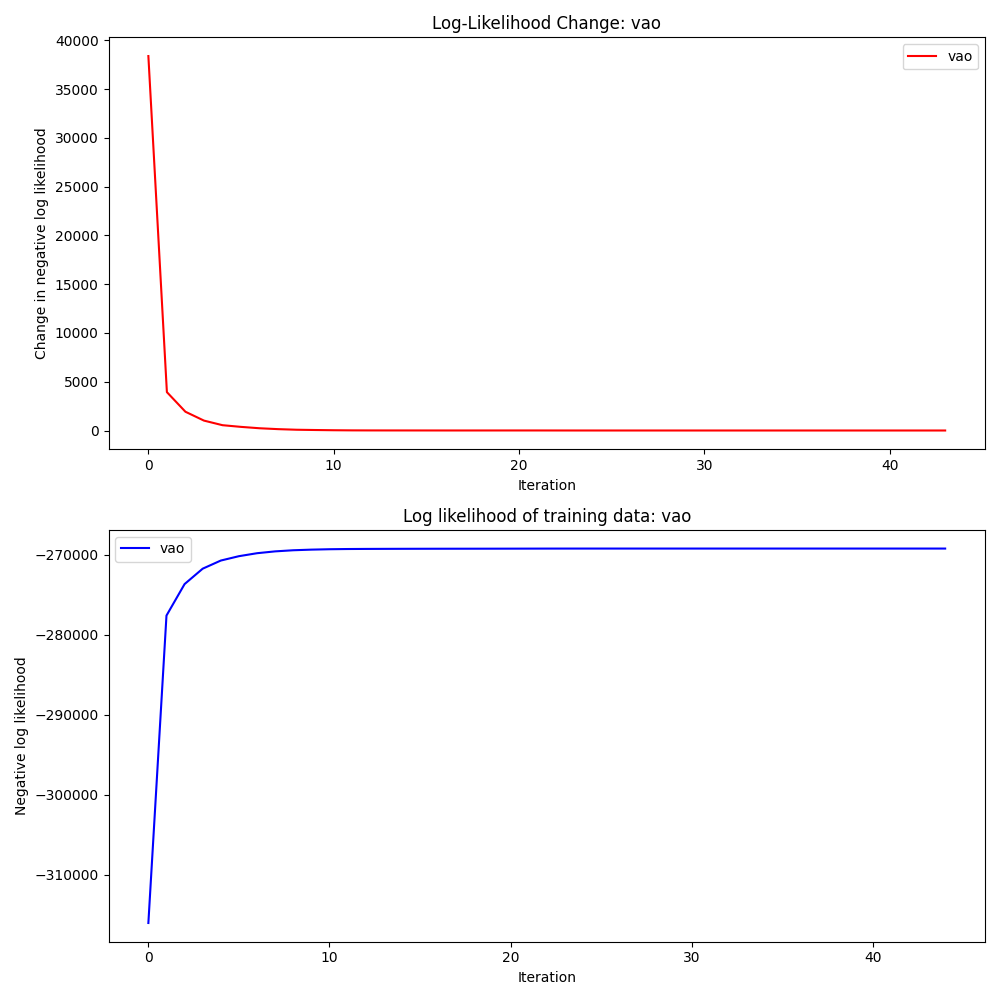 Log-Likelihood Change: vao
40000
35000
30000
25000
20000
15000
10000
5000
0
Change in negative log likelihood
vao
0 10 20 30 40
Iteration
Log likelihood of training data: vao
−270000
−280000
−290000
−300000
−310000
Negative log likelihood
vao
0 10 20 30 40
Iteration